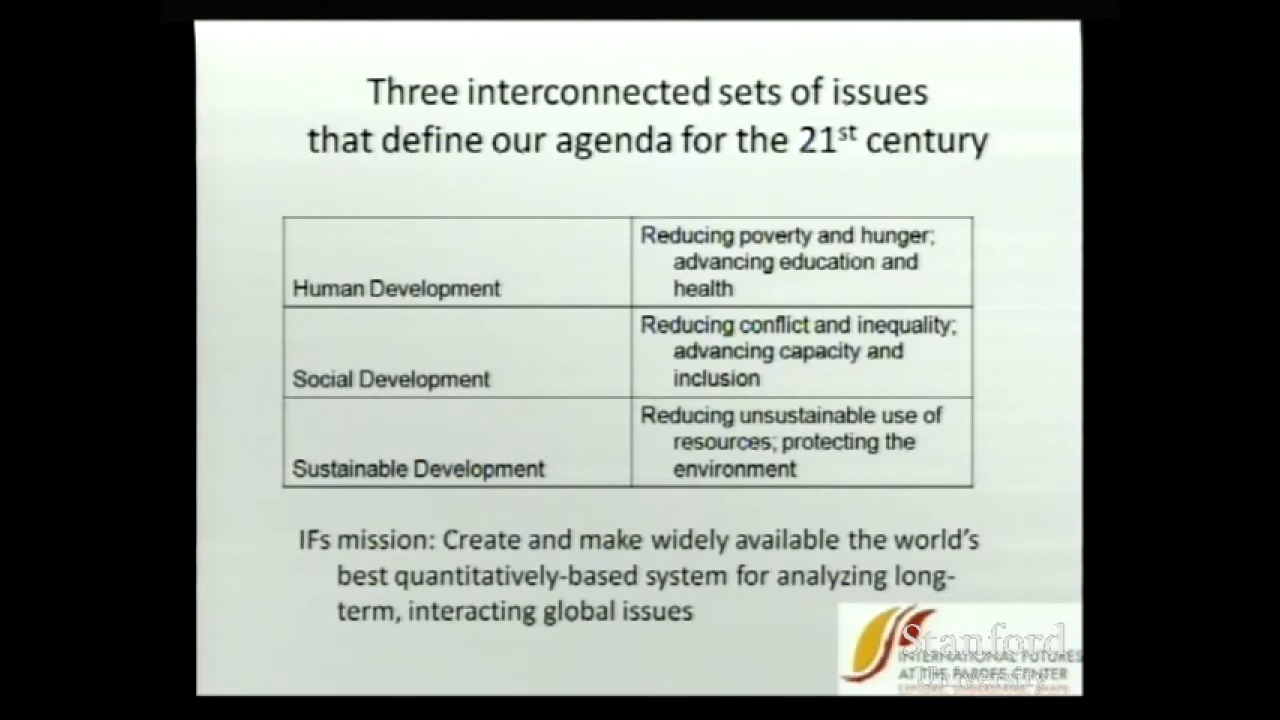 Three interconnected sets of issues
that define our agenda for the 21st century
Human Development
Reducing poverty and hunger;
advancing education and
health
Social Development
Reducing conflict and inequality;
advancing capacity and
inclusion
Sustainable Development
Reducing unsustainable use of
resources; protecting the
environment
IFs mission: Create and make widely available the world's
best quantitatively-based system for analyzing long-
term, interacting global issues
Stanford
University
INTERNATIONAL FUTURES
AT THE PARDEE CENTER